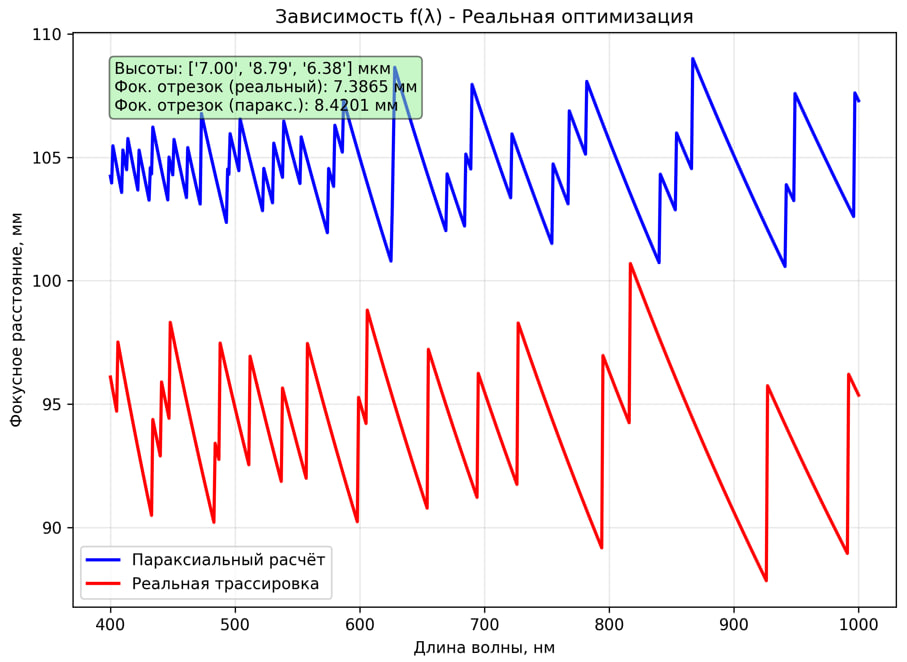 Зависимость f(λ) - Реальная оптимизация
Фокусное расстояние, мм
110
105
100
95
90
Высоты: ['7.00', '8.79', '6.38'] мкм
Фок. отрезок (реальный): 7.3865 мм
Фок. отрезок (паракс.): 8.4201 мм
Параксиальный расчёт
Реальная трассировка
400
500
600
700
800
900
1000
Длина волны, нм